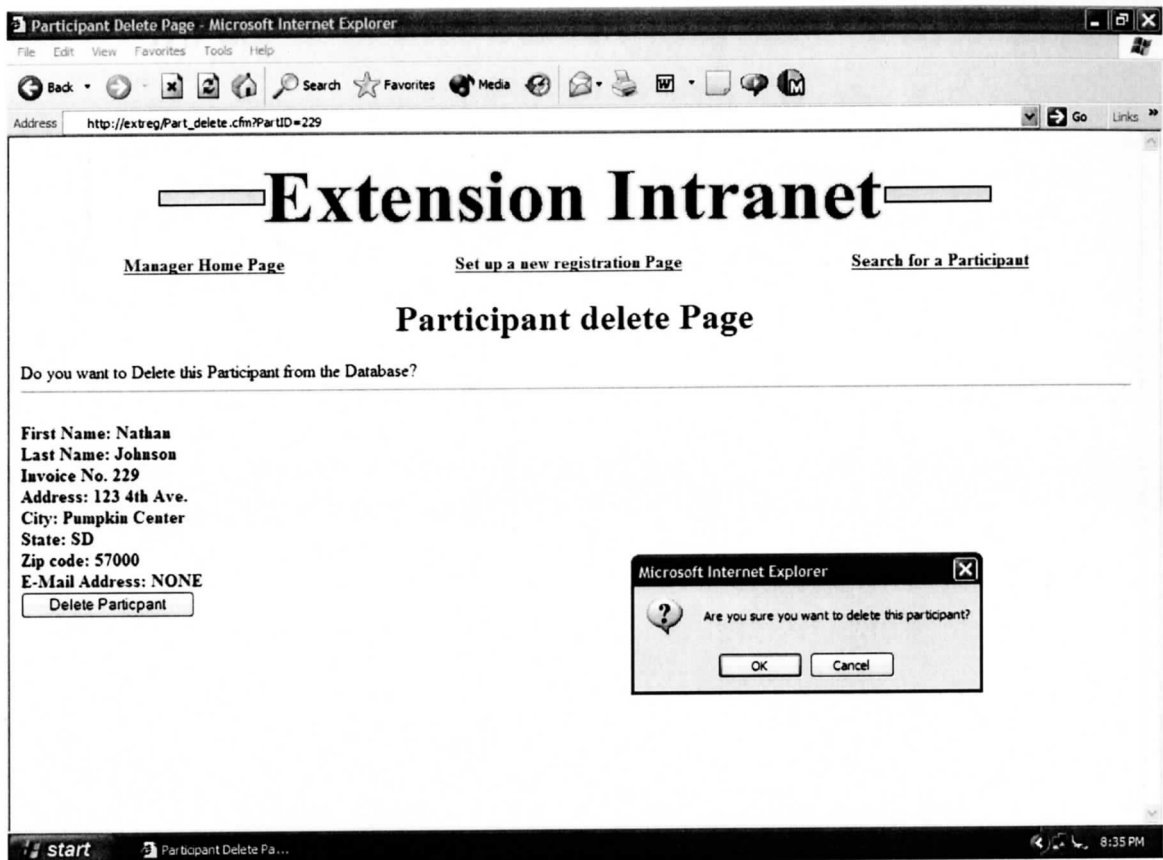 Participant Delete Page - Microsoft Internet Explorer
File Edit View Favorites Tools Help
Back Search Favorites Media W M
Address http://extreg/Part_delete.cfm?PartID=229 Go Links »
Extension Intranet
Manager Home Page Set up a new registration Page Search for a Participant
Participant delete Page
Do you want to Delete this Participant from the Database?
First Name: Nathan
Last Name: Johnson
Invoice No. 229
Address: 123 4th Ave.
City: Pumpkin Center
State: SD
Zip code: 57000
E-Mail Address: NONE
Delete Particpant
Microsoft Internet Explorer
Are you sure you want to delete this participant?
OK Cancel
start Participant Delete Pa... 8:35 PM